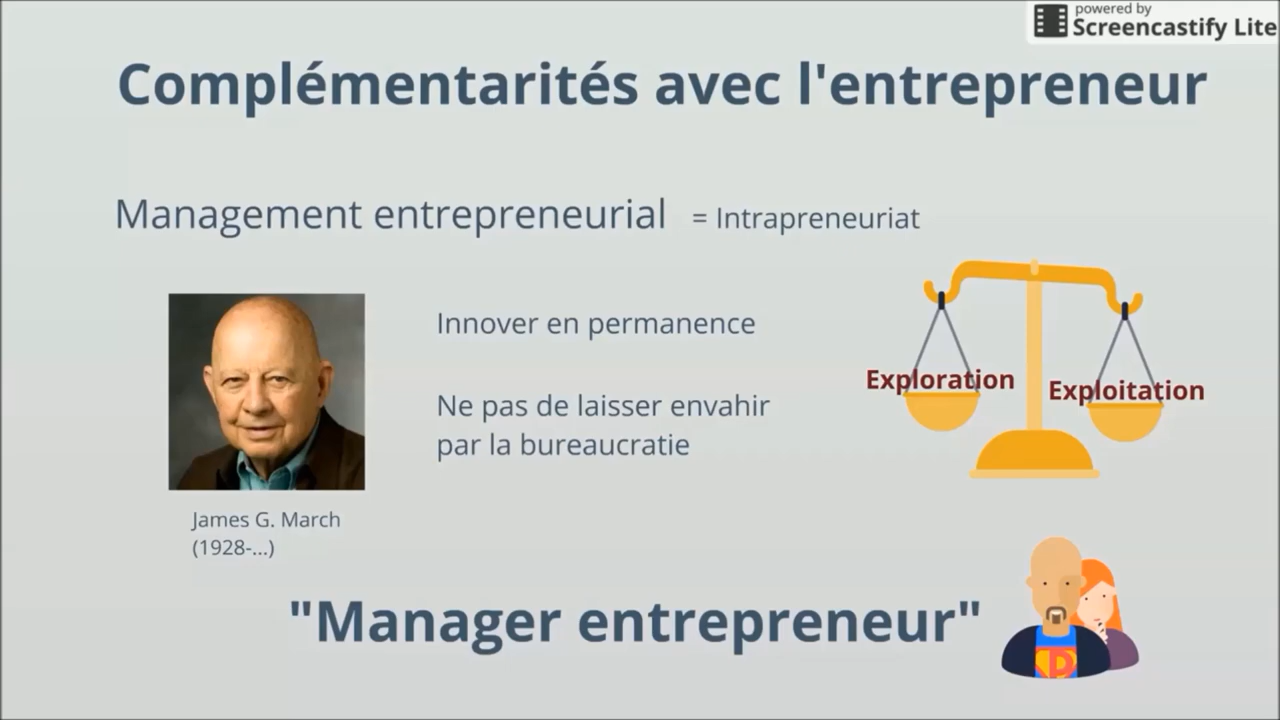 powered by
Screencastify Lite
Complémentarités avec l'entrepreneur
Management entrepreneurial = Intrapreneuriat
Innover en permanence
Ne pas de laisser envahir
par la bureaucratie
Exploration
Exploitation
James G. March
(1928-...)
"Manager entrepreneur"
P